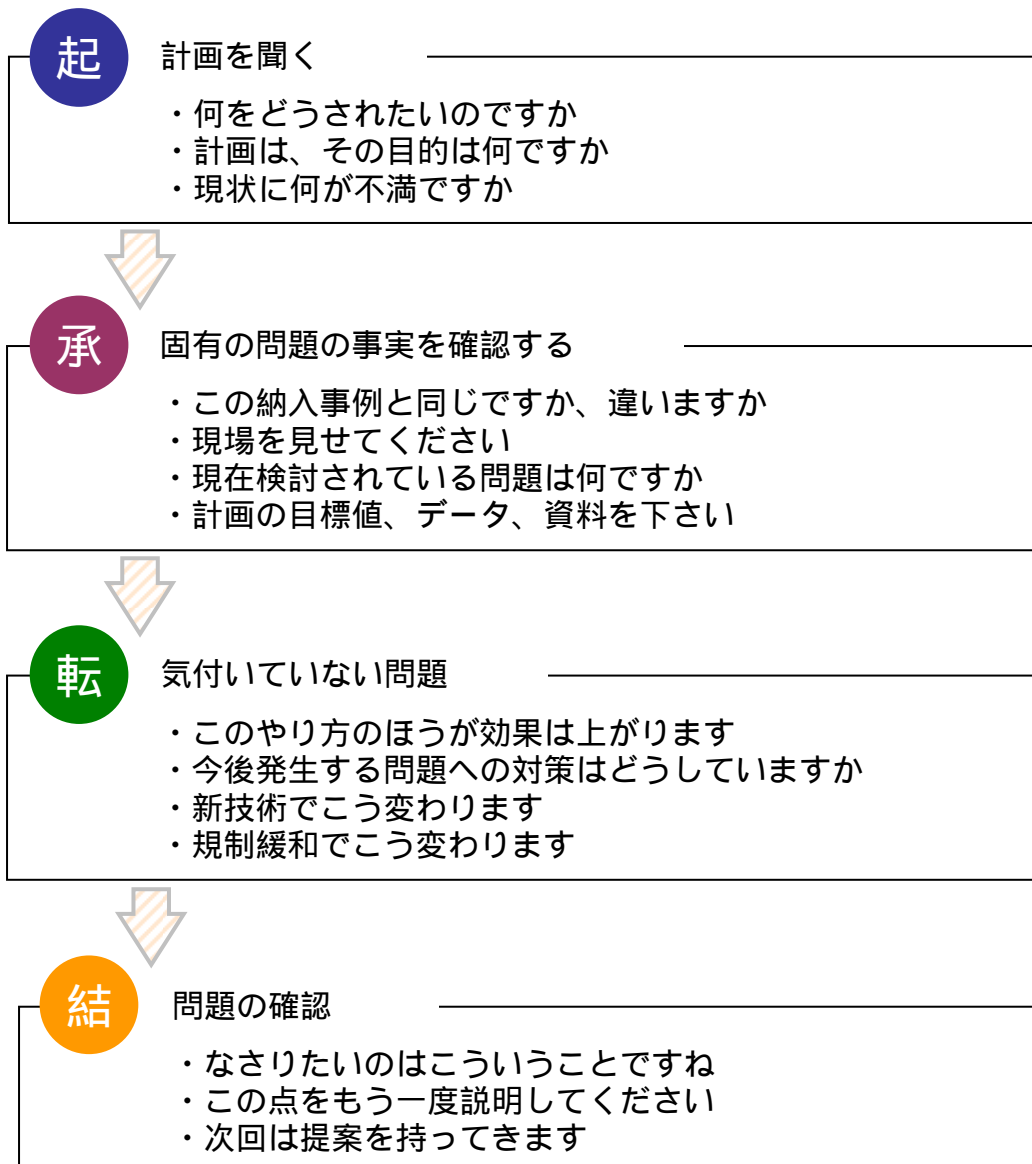 起
計画を聞く
・何をどうされたいのですか
・計画は、その目的は何ですか
・現状に何が不満ですか
承
固有の問題の事実を確認する
・この納入事例と同じですか、違いますか
・現場を見せてください
・現在検討されている問題は何ですか
・計画の目標値、データ、資料を下さい
転
気付いていない問題
・このやり方のほうが効果は上がります
・今後発生する問題への対策はどうしていますか
・新技術でこう変わります
・規制緩和でこう変わります
結
問題の確認
・なさりたいのはこういうことですね
・この点をもう一度説明してください
・次回は提案を持ってきます